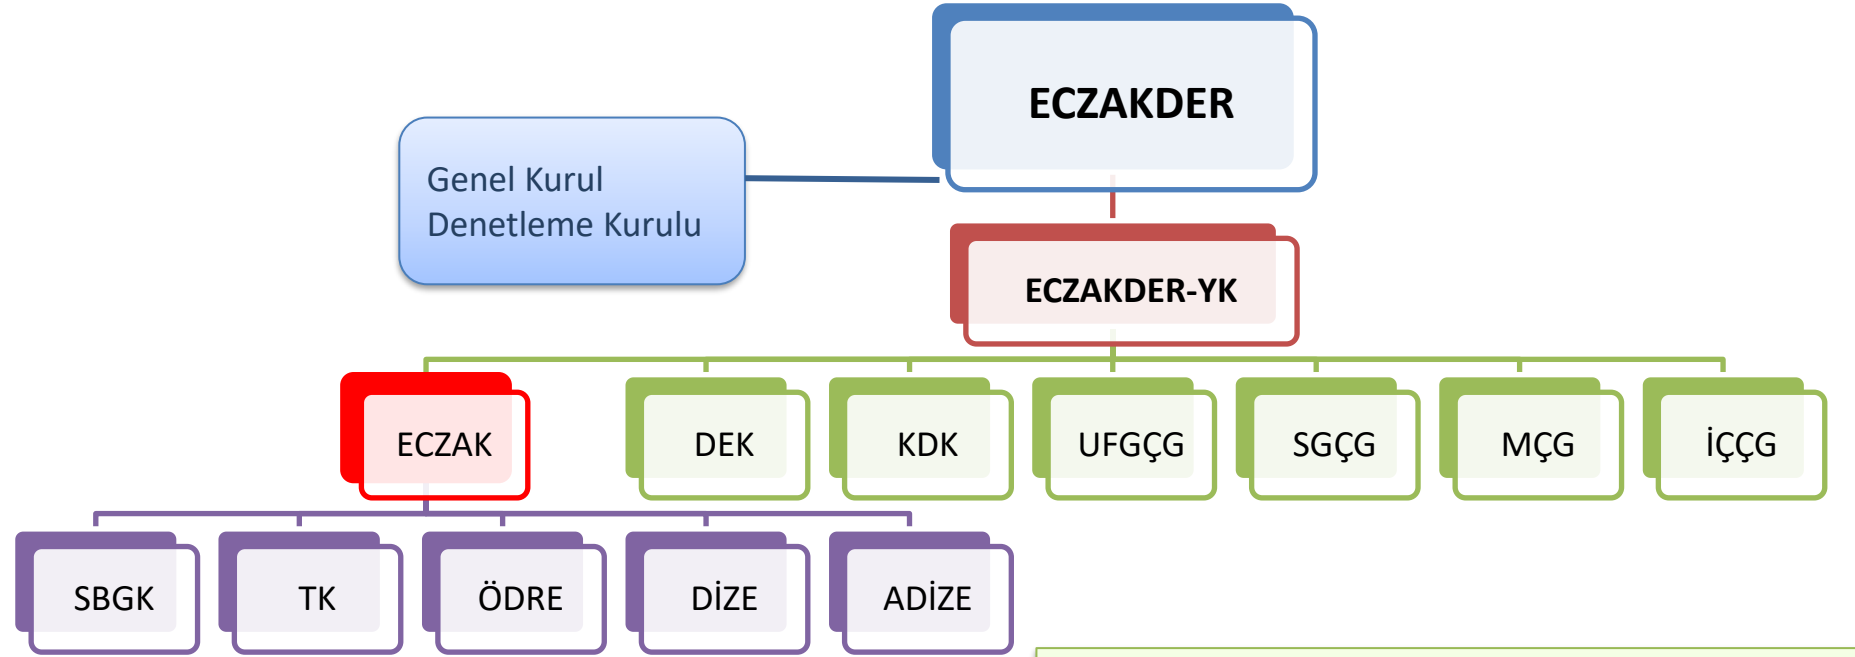 ECZAKDER
Genel Kurul
Denetleme Kurulu
ECZAKDER-YK
ECZAK
DEK
KDK
UFGÇG
SGÇG
MÇG
İÇÇG
SBGK
TK
ÖDRE
DİZE
ADİZE